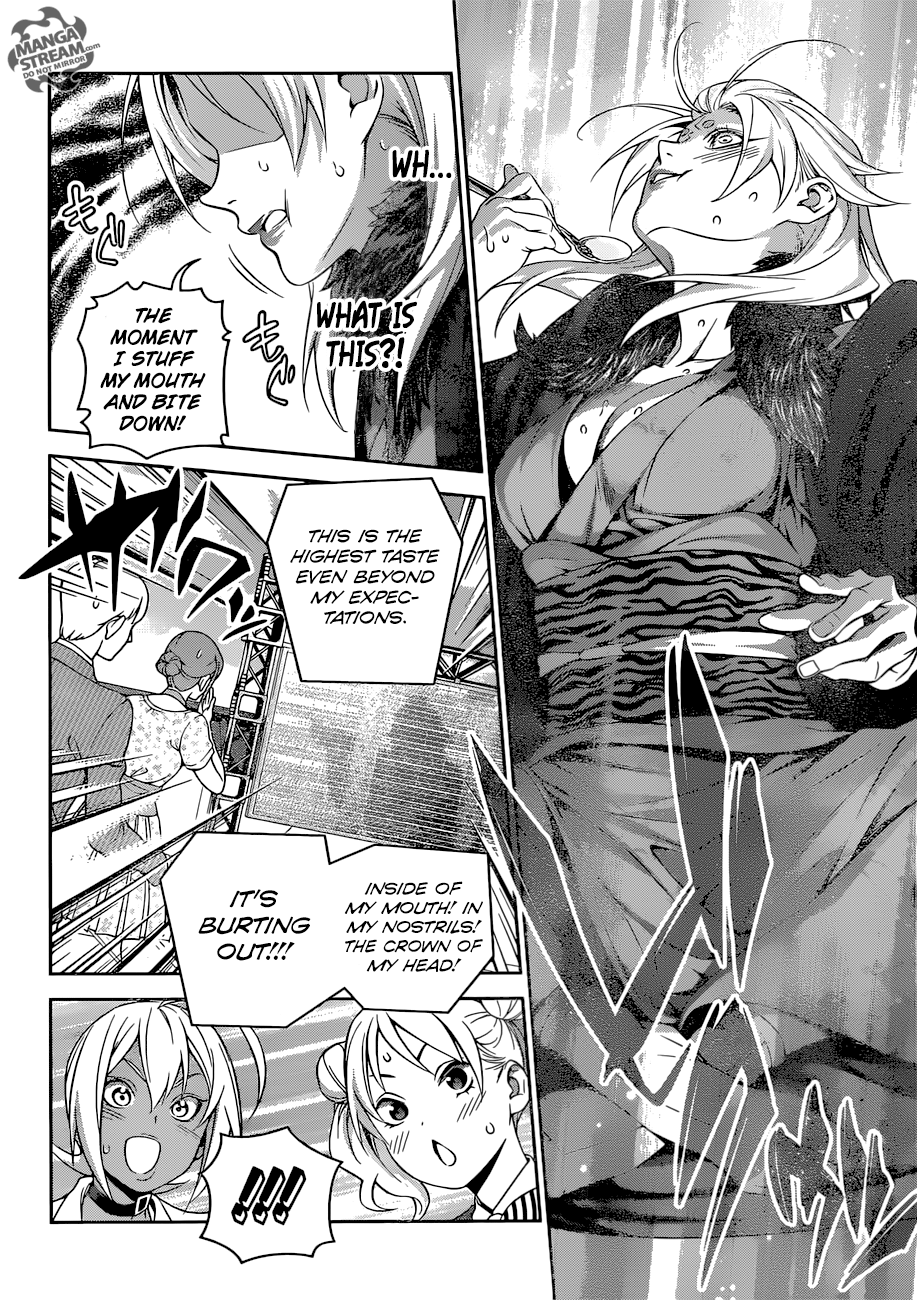 MANGA
STREAM.com
DO NOT MIRROR
WH...
WHAT IS
THIS?!
もぐ
もぐ
THE
MOMENT
I STUFF
MY MOUTH
AND BITE
DOWN!
THIS IS THE
HIGHEST TASTE
EVEN BEYOND
MY EXPEC-
TATIONS.
INSIDE OF
MY MOUTH! IN
MY NOSTRILS!
THE CROWN OF
MY HEAD!
IT'S
BURTING
OUT!!!
!!!!